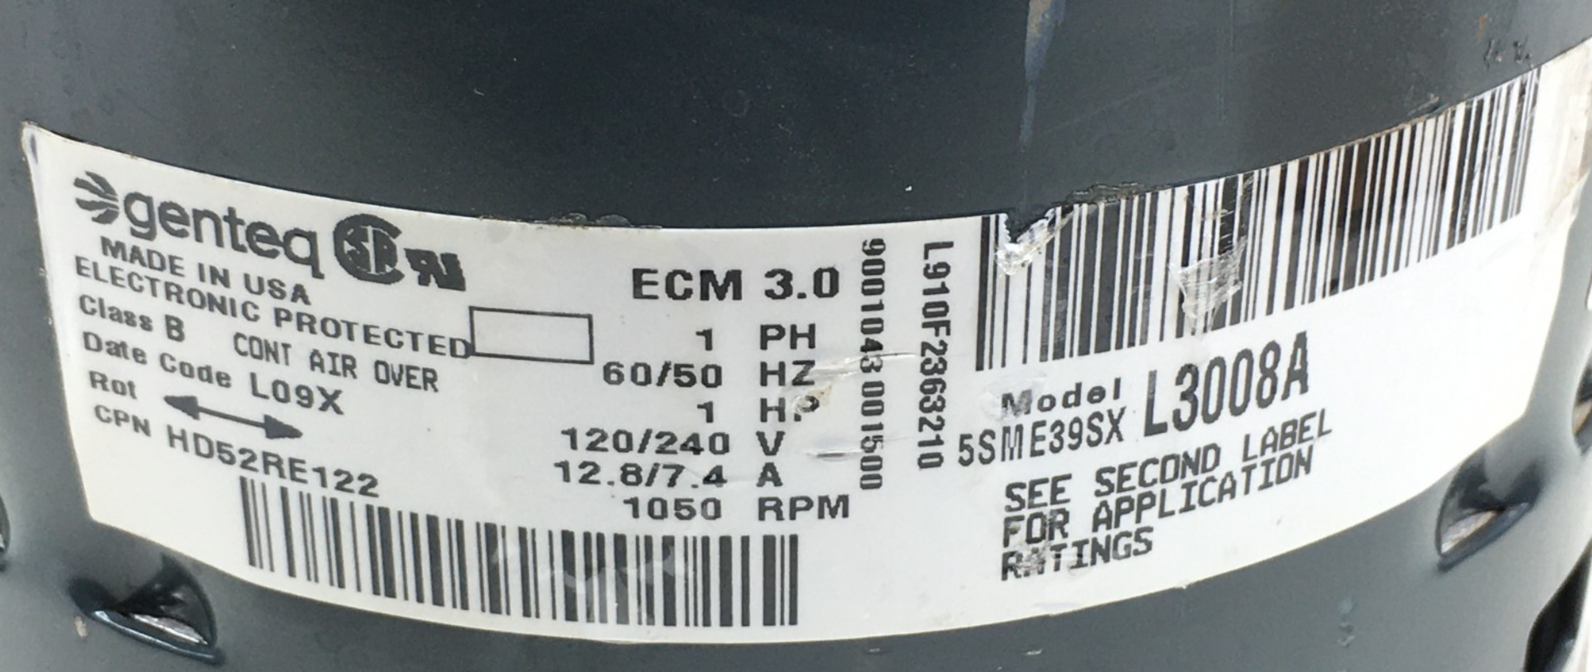 genteq
MADE IN USA
ELECTRONIC PROTECTED
Class B CONT AIR OVER
Date Code L09X
Rot
CPN HD52RE122
ECM 3.0
1 PH
60/50 HZ
1 HP
120/240 V
12.8/7.4 A
1050 RPM
9001043001500
L910F2363210
Model
5SME39SX L3008A
SEE SECOND LABEL
FOR APPLICATION
RATINGS